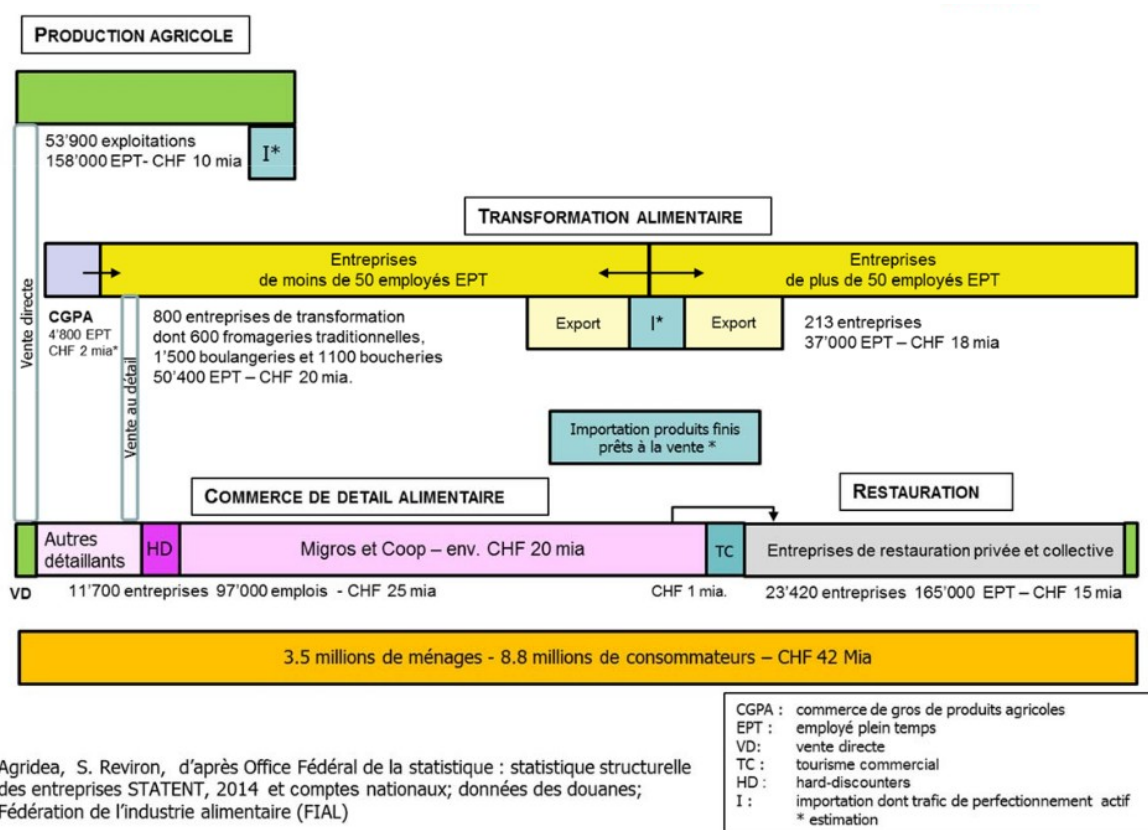 PRODUCTION AGRICOLE
53'900 exploitations
158'000 EPT- CHF 10 mia
I*
Vente directe
TRANSFORMATION ALIMENTAIRE
Entreprises
de moins de 50 employés EPT
Entreprises
de plus de 50 employés EPT
CGPA
4'800 EPT
CHF 2 mia*
Vente au détail
800 entreprises de transformation
dont 600 fromageries traditionnelles,
1'500 boulangeries et 1100 boucheries
50'400 EPT – CHF 20 mia.
Export
I*
Export
213 entreprises
37'000 EPT – CHF 18 mia
Importation produits finis
prêts à la vente *
COMMERCE DE DETAIL ALIMENTAIRE
RESTAURATION
Autres
détaillants
HD
Migros et Coop – env. CHF 20 mia
TC
Entreprises de restauration privée et collective
VD
11'700 entreprises 97'000 emplois - CHF 25 mia
CHF 1 mia.
23'420 entreprises 165'000 EPT – CHF 15 mia
3.5 millions de ménages - 8.8 millions de consommateurs – CHF 42 Mia
CGPA : commerce de gros de produits agricoles
EPT : employé plein temps
VD: vente directe
TC : tourisme commercial
HD : hard-discounters
I : importation dont trafic de perfectionnement actif
* estimation
Agridea, S. Reviron, d'après Office Fédéral de la statistique : statistique structurelle
des entreprises STATENT, 2014 et comptes nationaux; données des douanes;
Fédération de l'industrie alimentaire (FIAL)